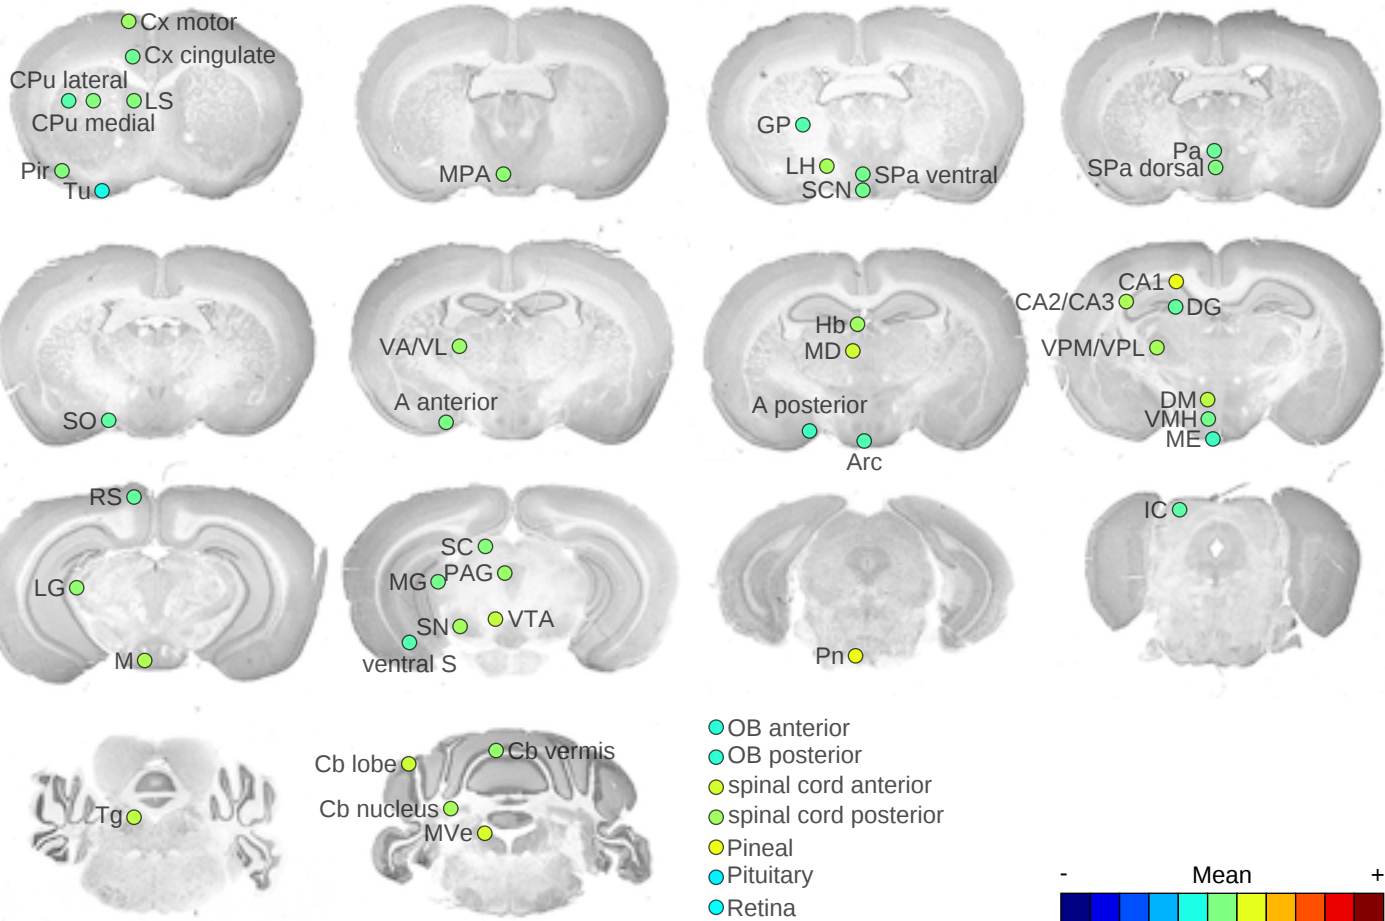 Cx motor
Cx cingulate
CPu lateral
LS
CPu medial
Pir
Tu
MPA
GP
LH
SPa ventral
SCN
Pa
SPa dorsal
SO
VA/VL
A anterior
Hb
MD
A posterior
Arc
CA1
CA2/CA3
DG
VPM/VPL
DM
VMH
ME
RS
LG
M
SC
MG
PAG
SN
VTA
ventral S
Pn
IC
Tg
Cb lobe
Cb vermis
Cb nucleus
MVe
OB anterior
OB posterior
spinal cord anterior
spinal cord posterior
Pineal
Pituitary
Retina
- Mean +